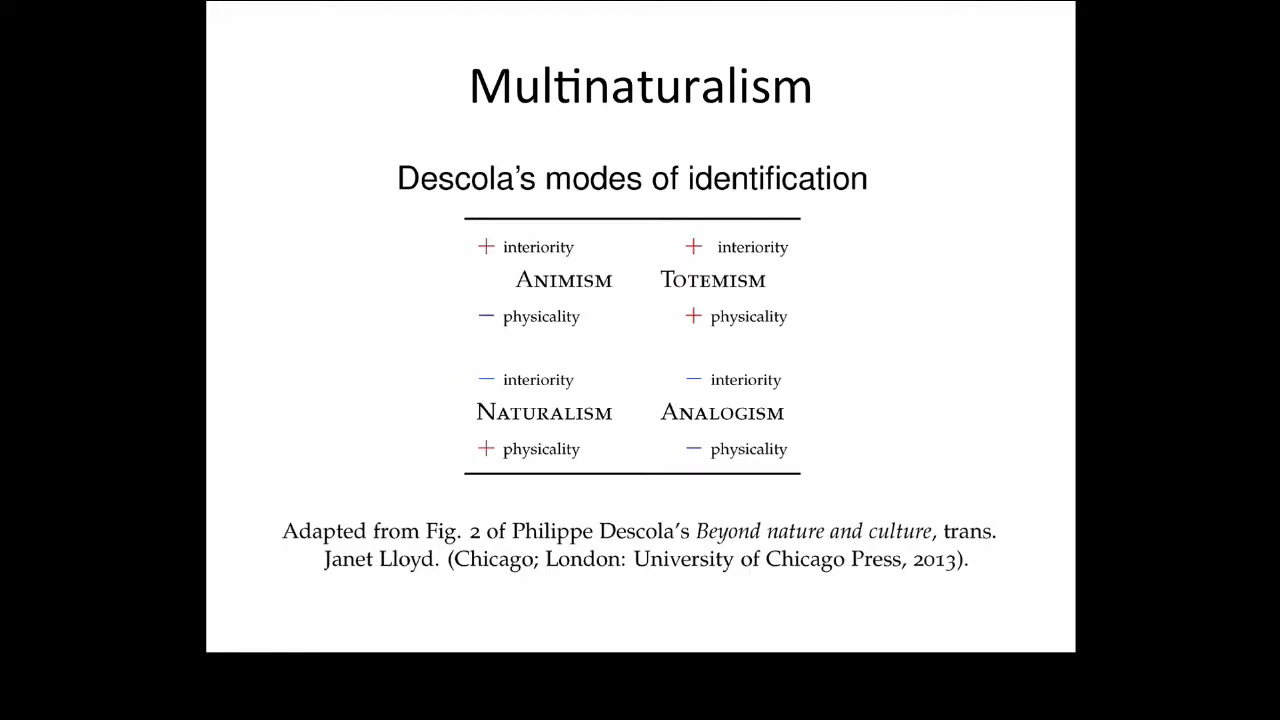 Multinaturalism
Descola’s modes of identification
+ interiority + interiority
ANIMISM TOTEMISM
− physicality + physicality
− interiority − interiority
NATURALISM ANALOGISM
+ physicality − physicality
Adapted from Fig. 2 of Philippe Descola’s Beyond nature and culture, trans.
Janet Lloyd. (Chicago; London: University of Chicago Press, 2013).